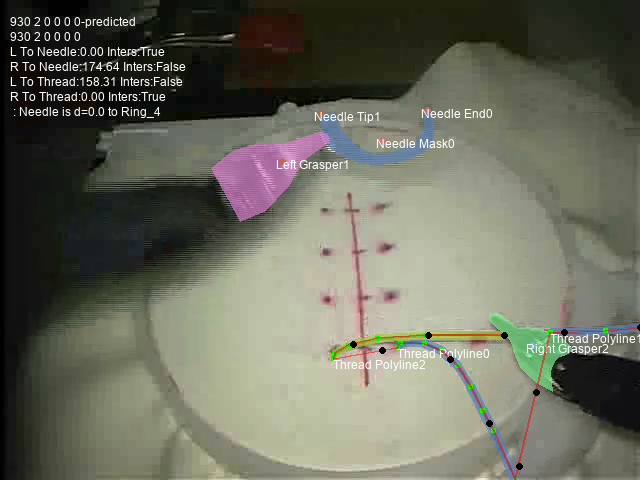 930 2 0 0 0 0-predicted
930 2 0 0 0 0
L To Needle:0.00 Inters:True
R To Needle:174.64 Inters:False
L To Thread:158.31 Inters:False
R To Thread:0.00 Inters:True
: Needle is d=0.0 to Ring_4
Needle Tip1
Needle End0
Needle Mask0
Left Grasper1
Thread Polyline1
Right Grasper2
Thread Polyline0
Thread Polyline2